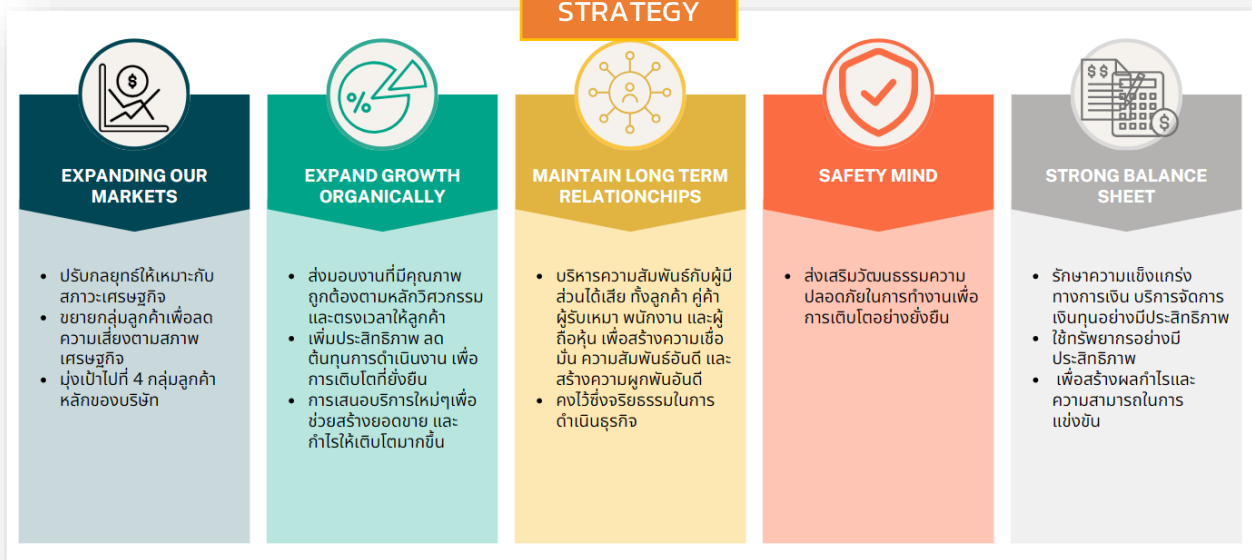 STRATEGY
EXPANDING OUR
MARKETS
• ปรับกลยุทธ์ให้เหมาะกับ
สภาวะเศรษฐกิจ
• ขยายกลุ่มลูกค้าเพื่อลด
ความเสี่ยงตามสภาพ
เศรษฐกิจ
• มุ่งเป้าไปที่ 4 กลุ่มลูกค้า
หลักของบริษัท
%
EXPAND GROWTH
ORGANICALLY
• ส่งมอบงานที่มีคุณภาพ
ถูกต้องตามหลักวิศวกรรม
และตรงเวลาให้ลูกค้า
• เพิ่มประสิทธิภาพ ลด
ต้นทุนการดำเนินงาน เพื่อ
การเติบโตที่ยั่งยืน
• การเสนอบริการใหม่ๆเพื่อ
ช่วยสร้างยอดขาย และ
กำไรให้เติบโตมากขึ้น
MAINTAIN LONG TERM
RELATIONCHIPS
• บริหารความสัมพันธ์กับผู้มี
ส่วนได้เสีย ทั้งลูกค้า คู่ค้า
ผู้รับเหมา พนักงาน และผู้
ถือหุ้น เพื่อสร้างความเชื่อ
มั่น ความสัมพันธ์อันดี และ
สร้างความผูกพันอันดี
• คงไว้ซึ่งจริยธรรมในการ
ดำเนินธุรกิจ
SAFETY MIND
• ส่งเสริมวัฒนธรรมความ
ปลอดภัยในการทำงานเพื่อ
การเติบโตอย่างยั่งยืน
$$
$
STRONG BALANCE
SHEET
• รักษาความแข็งแกร่ง
ทางการเงิน บริการจัดการ
เงินทุนอย่างมีประสิทธิภาพ
• ใช้ทรัพยากรอย่างมี
ประสิทธิภาพ
• เพื่อสร้างผลกำไรและ
ความสามารถในการ
แข่งขัน